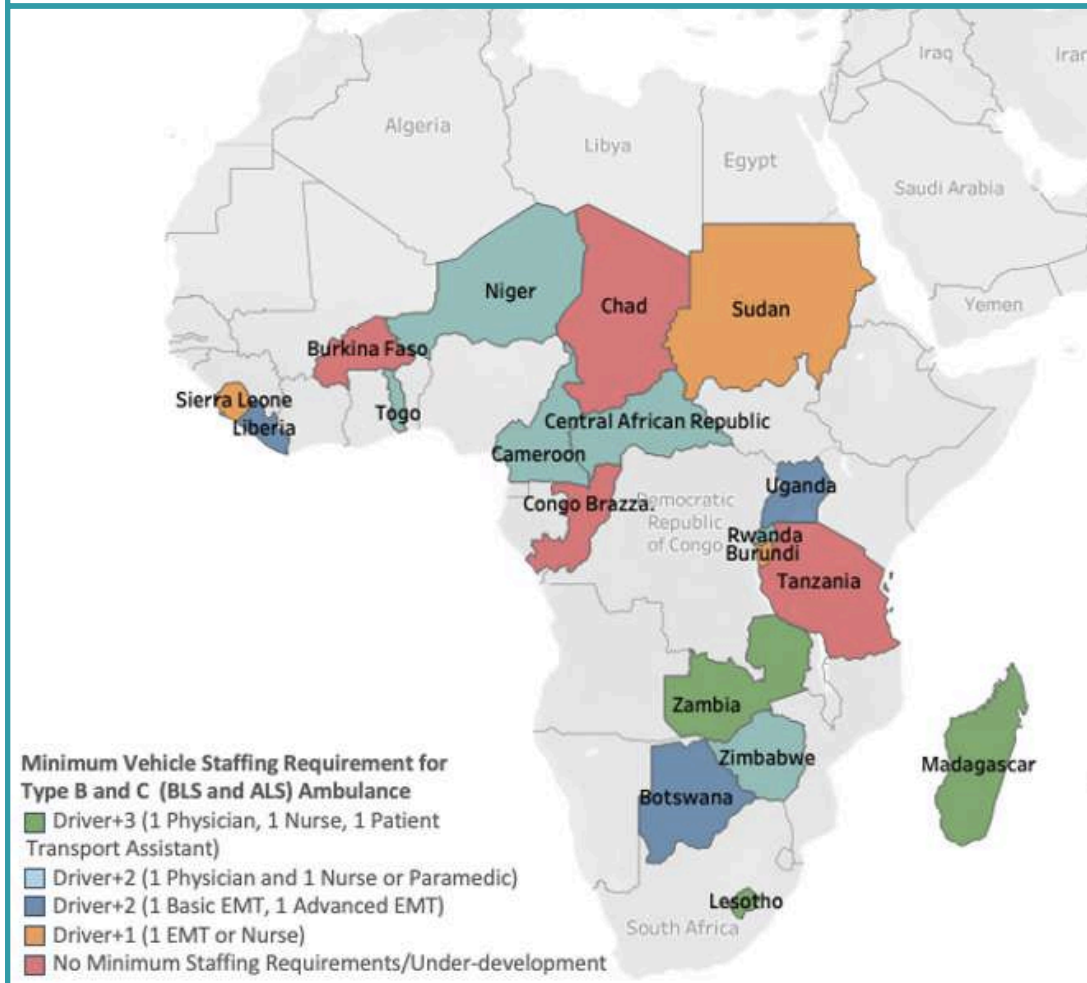 Iraq
Iran
Algeria
Libya
Egypt
Saudi Arabia
Niger
Chad
Sudan
Yemen
Burkina Faso
Sierra Leone
Togo
Liberia
Central African Republic
Cameroon
Uganda
Congo Brazza.
Democratic
Republic
of Congo
Rwanda
Burundi
Tanzania
Zambia
Zimbabwe
Madagascar
Botswana
Lesotho
South Africa
Minimum Vehicle Staffing Requirement for
Type B and C (BLS and ALS) Ambulance
Driver+3 (1 Physician, 1 Nurse, 1 Patient
Transport Assistant)
Driver+2 (1 Physician and 1 Nurse or Paramedic)
Driver+2 (1 Basic EMT, 1 Advanced EMT)
Driver+1 (1 EMT or Nurse)
No Minimum Staffing Requirements/Under-development